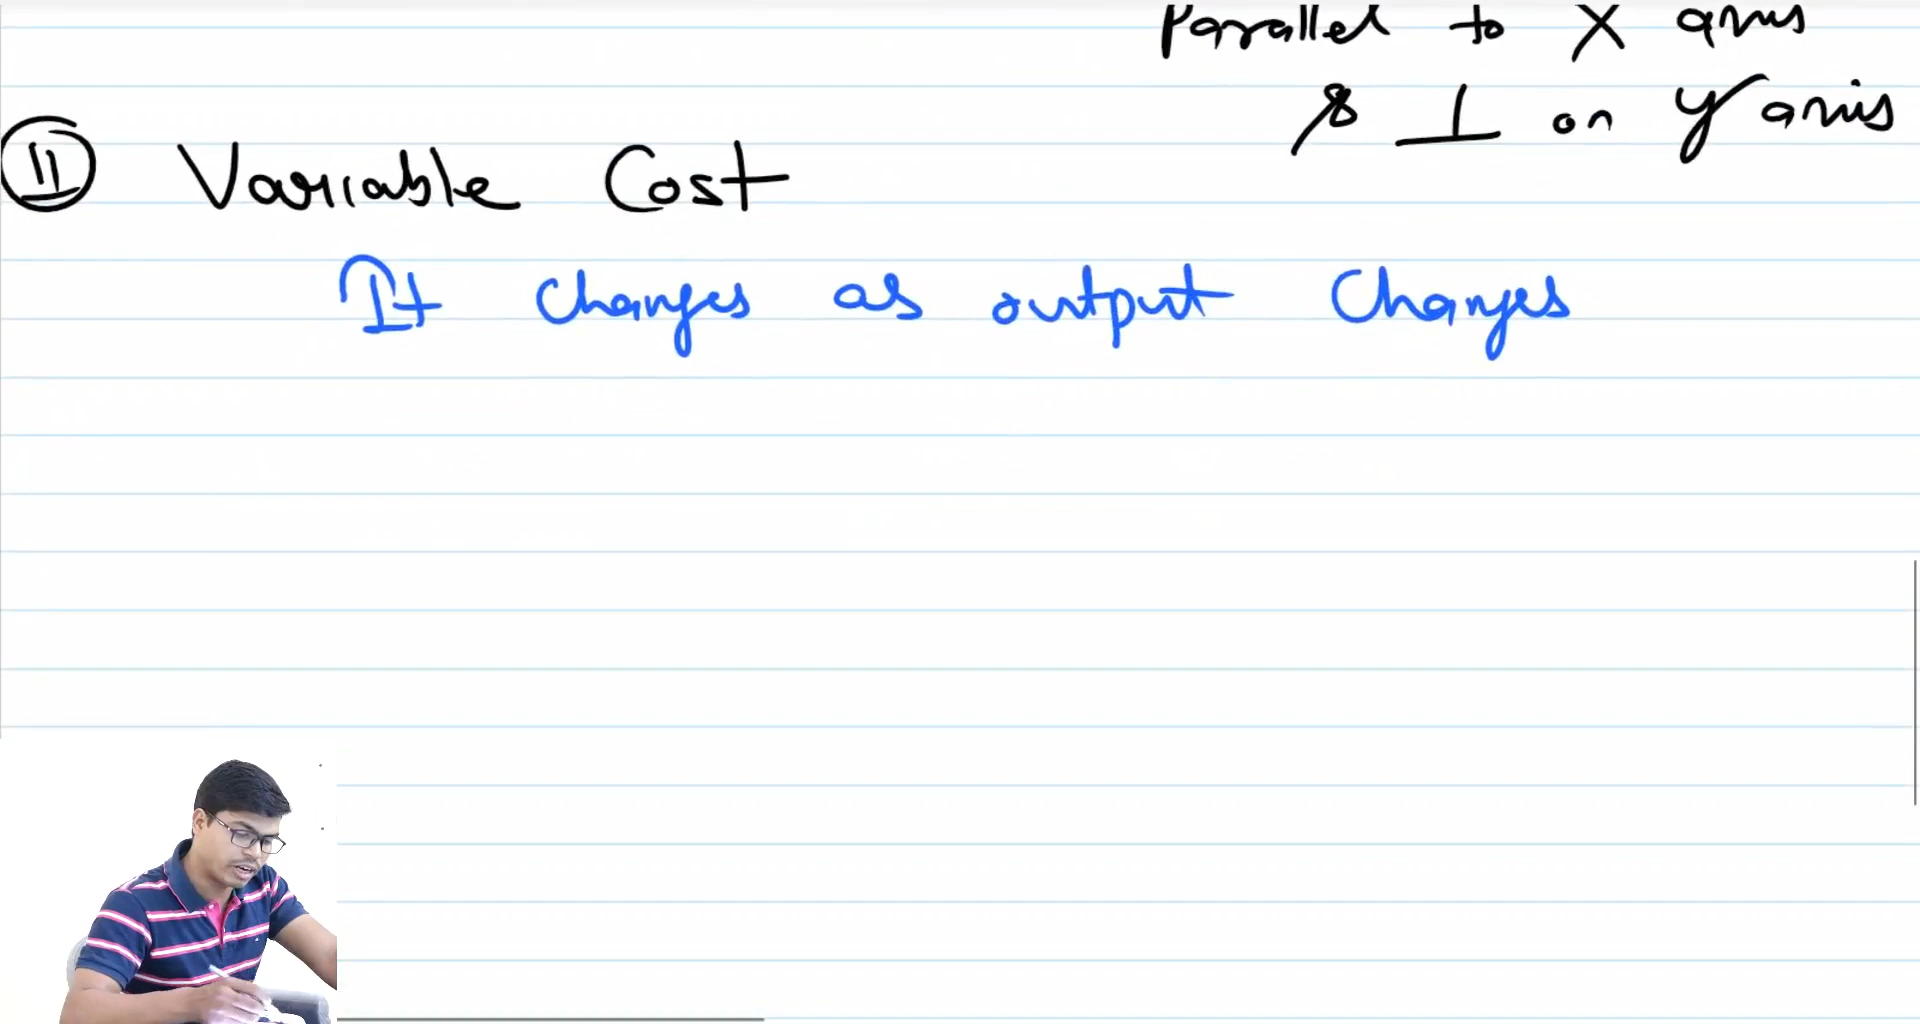 Parallel to X axis
& ⊥ on y axis
II Variable Cost
It changes as output changes